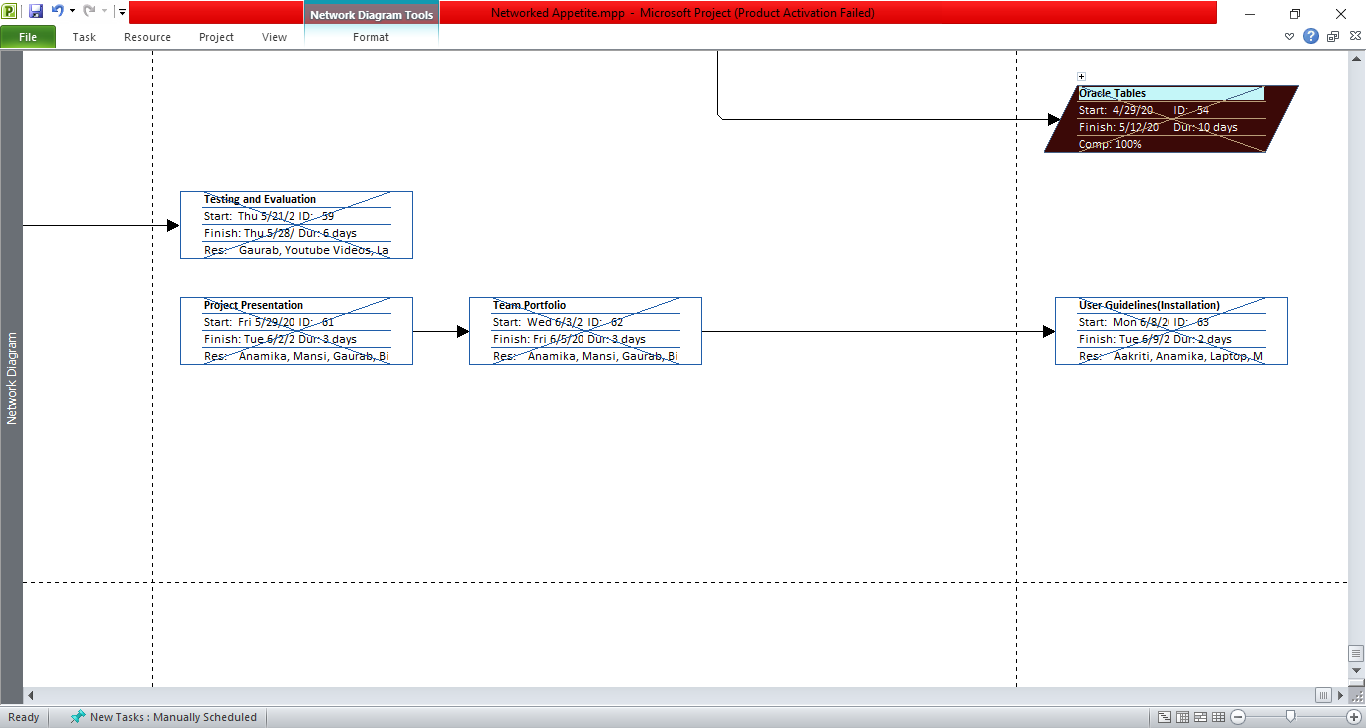 Network Diagram Tools
Networked Appetite.mpp - Microsoft Project (Product Activation Failed)
File Task Resource Project View Format
Oracle Tables
Start: 4/29/20 ID: 54
Finish: 5/12/20 Dur: 10 days
Comp: 100%
Testing and Evaluation
Start: Thu 5/21/2 ID: 59
Finish: Thu 5/28/ Dur: 6 days
Res: Gaurab, Youtube Videos, La
Project Presentation
Start: Fri 5/29/20 ID: 61
Finish: Tue 6/2/2 Dur: 3 days
Res: Anamika, Mansi, Gaurab, Bi
Team Portfolio
Start: Wed 6/3/2 ID: 62
Finish: Fri 6/5/20 Dur: 3 days
Res: Anamika, Mansi, Gaurab, Bi
User Guidelines(Installation)
Start: Mon 6/8/2 ID: 63
Finish: Tue 6/9/2 Dur: 2 days
Res: Aakriti, Anamika, Laptop, M
Network Diagram
Ready New Tasks : Manually Scheduled